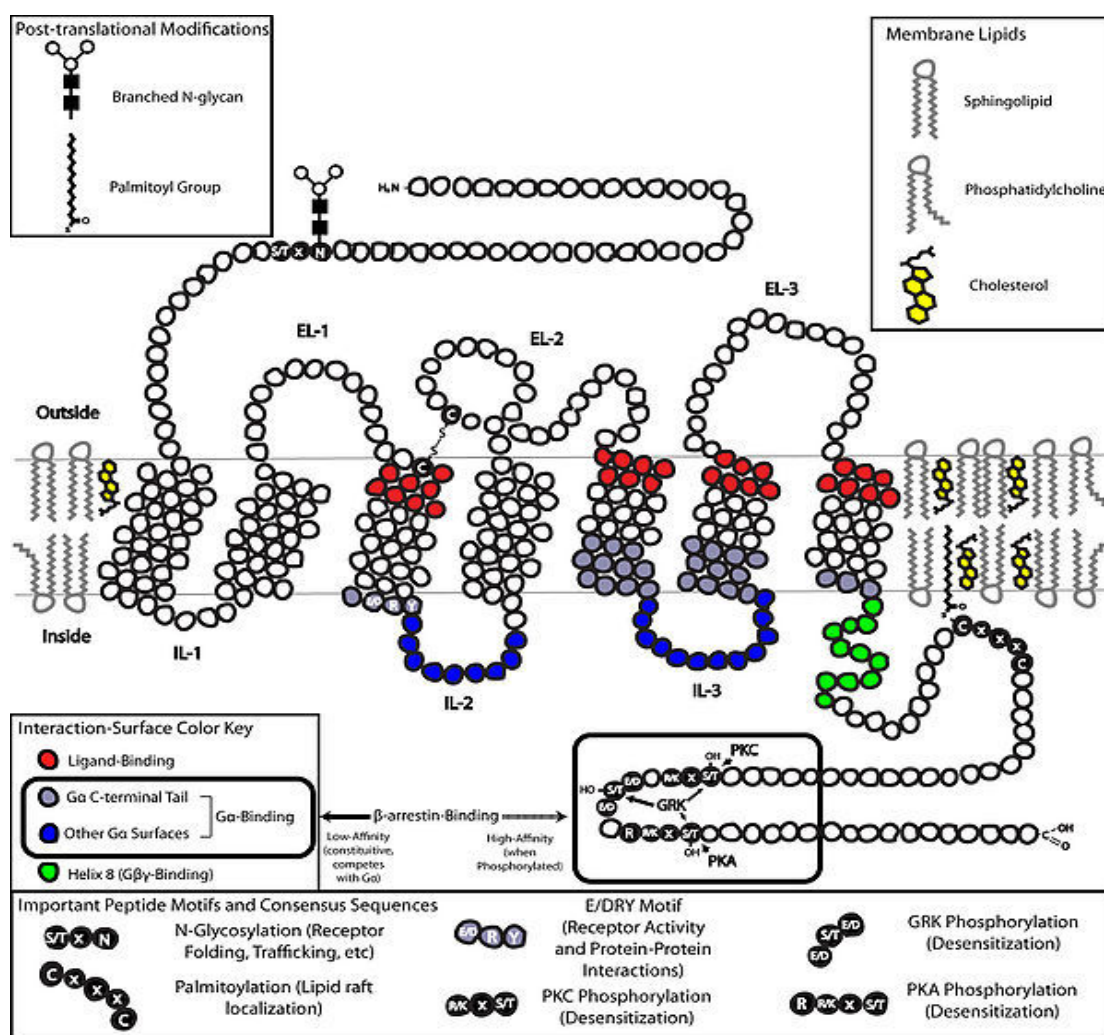 Post-translational Modifications
Branched N-glycan
Palmitoyl Group
O
Membrane Lipids
Sphingolipid
Phosphatidylcholine
Cholesterol
H₂N
S/T X N
EL-1
EL-2
EL-3
Outside
C
C
E/D R Y
O
C X X X C
Inside
IL-1
IL-2
IL-3
Interaction-Surface Color Key
Ligand-Binding
Gα C-terminal Tail
Other Gα Surfaces
Gα-Binding
Helix 8 (Gβγ-Binding)
β-arrestin-Binding
Low-Affinity
(constitutive,
competes
with Gα)
High-Affinity
(when
Phosphorylated)
OH
PKC
E/D R/K X S/T
HO
S/T
GRK
E/D
R R/K X S/T
OH
PKA
C OH
O
Important Peptide Motifs and Consensus Sequences
S/T X N
N-Glycosylation (Receptor
Folding, Trafficking, etc)
C X X X C
Palmitoylation (Lipid raft
localization)
E/D R Y
E/DRY Motif
(Receptor Activity
and Protein-Protein
Interactions)
R/K X S/T
PKC Phosphorylation
(Desensitization)
E/D S/T E/D
GRK Phosphorylation
(Desensitization)
R R/K X S/T
PKA Phosphorylation
(Desensitization)